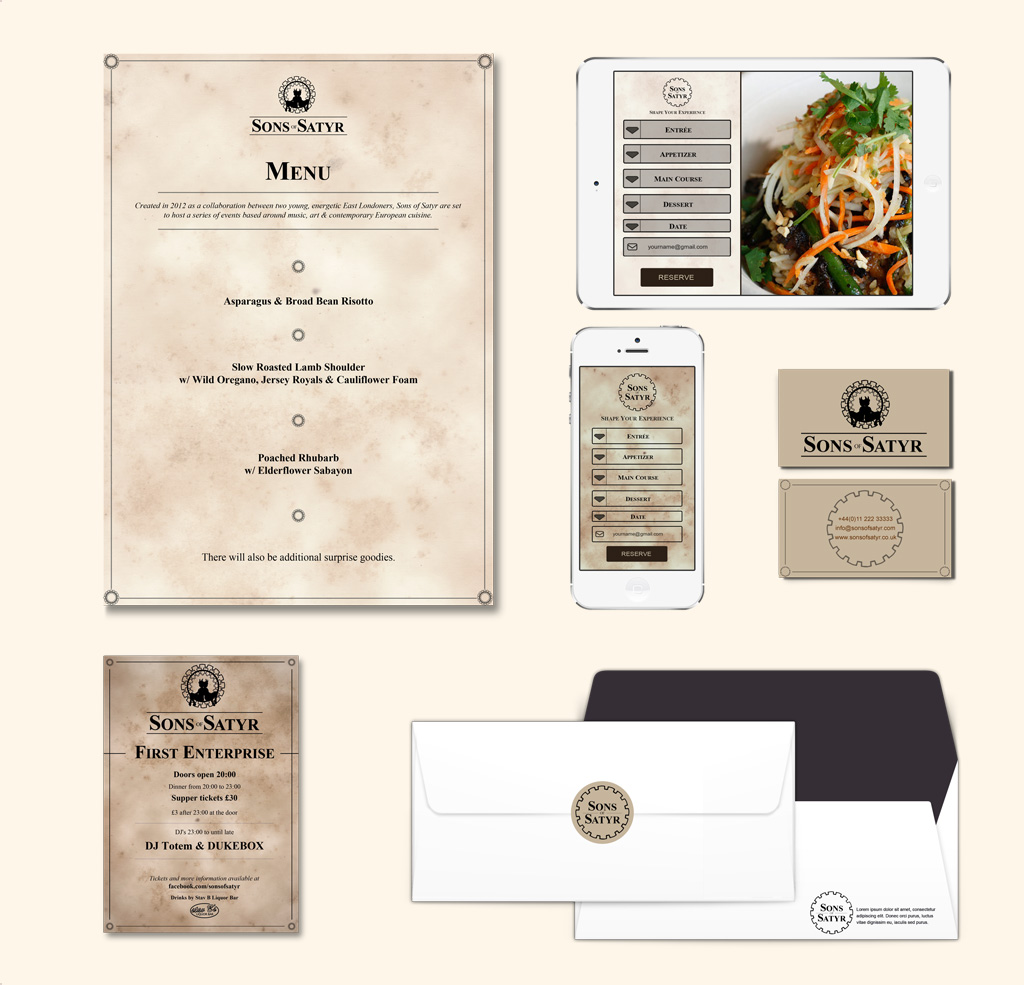 SONS OF SATYR
MENU
Created in 2012 as a collaboration between two young, energetic East Londoners, Sons of Satyr are set
to host a series of events based around music, art & contemporary European cuisine.
Asparagus & Broad Bean Risotto
Slow Roasted Lamb Shoulder
w/ Wild Oregano, Jersey Royals & Cauliflower Foam
Poached Rhubarb
w/ Elderflower Sabayon
There will also be additional surprise goodies.
SONS
OF
SATYR
SHAPE YOUR EXPERIENCE
ENTRÉE
APPETIZER
MAIN COURSE
DESSERT
DATE
yourname@gmail.com
RESERVE
SONS
OF
SATYR
SHAPE YOUR EXPERIENCE
ENTRÉE
APPETIZER
MAIN COURSE
DESSERT
DATE
yourname@gmail.com
RESERVE
SONS OF SATYR
+44(0)11 222 33333
info@sonsofsatyr.com
www.sonsofsatyr.co.uk
SONS OF SATYR
FIRST ENTERPRISE
Doors open 20:00
Dinner from 20:00 to 23:00
Supper tickets £30
£3 after 23:00 at the door
DJ's 23:00 to until late
DJ Totem & DUKEBOX
Tickets and more information available at
facebook.com/sonsofsatyr
Drinks by Stav B Liquor Bar
SONS
OF
SATYR
SONS
OF
SATYR
Lorem ipsum dolor sit amet, consectetur
adipiscing elit. Donec orci purus, luctus
vitae dignissim eu, iaculis sed purus.